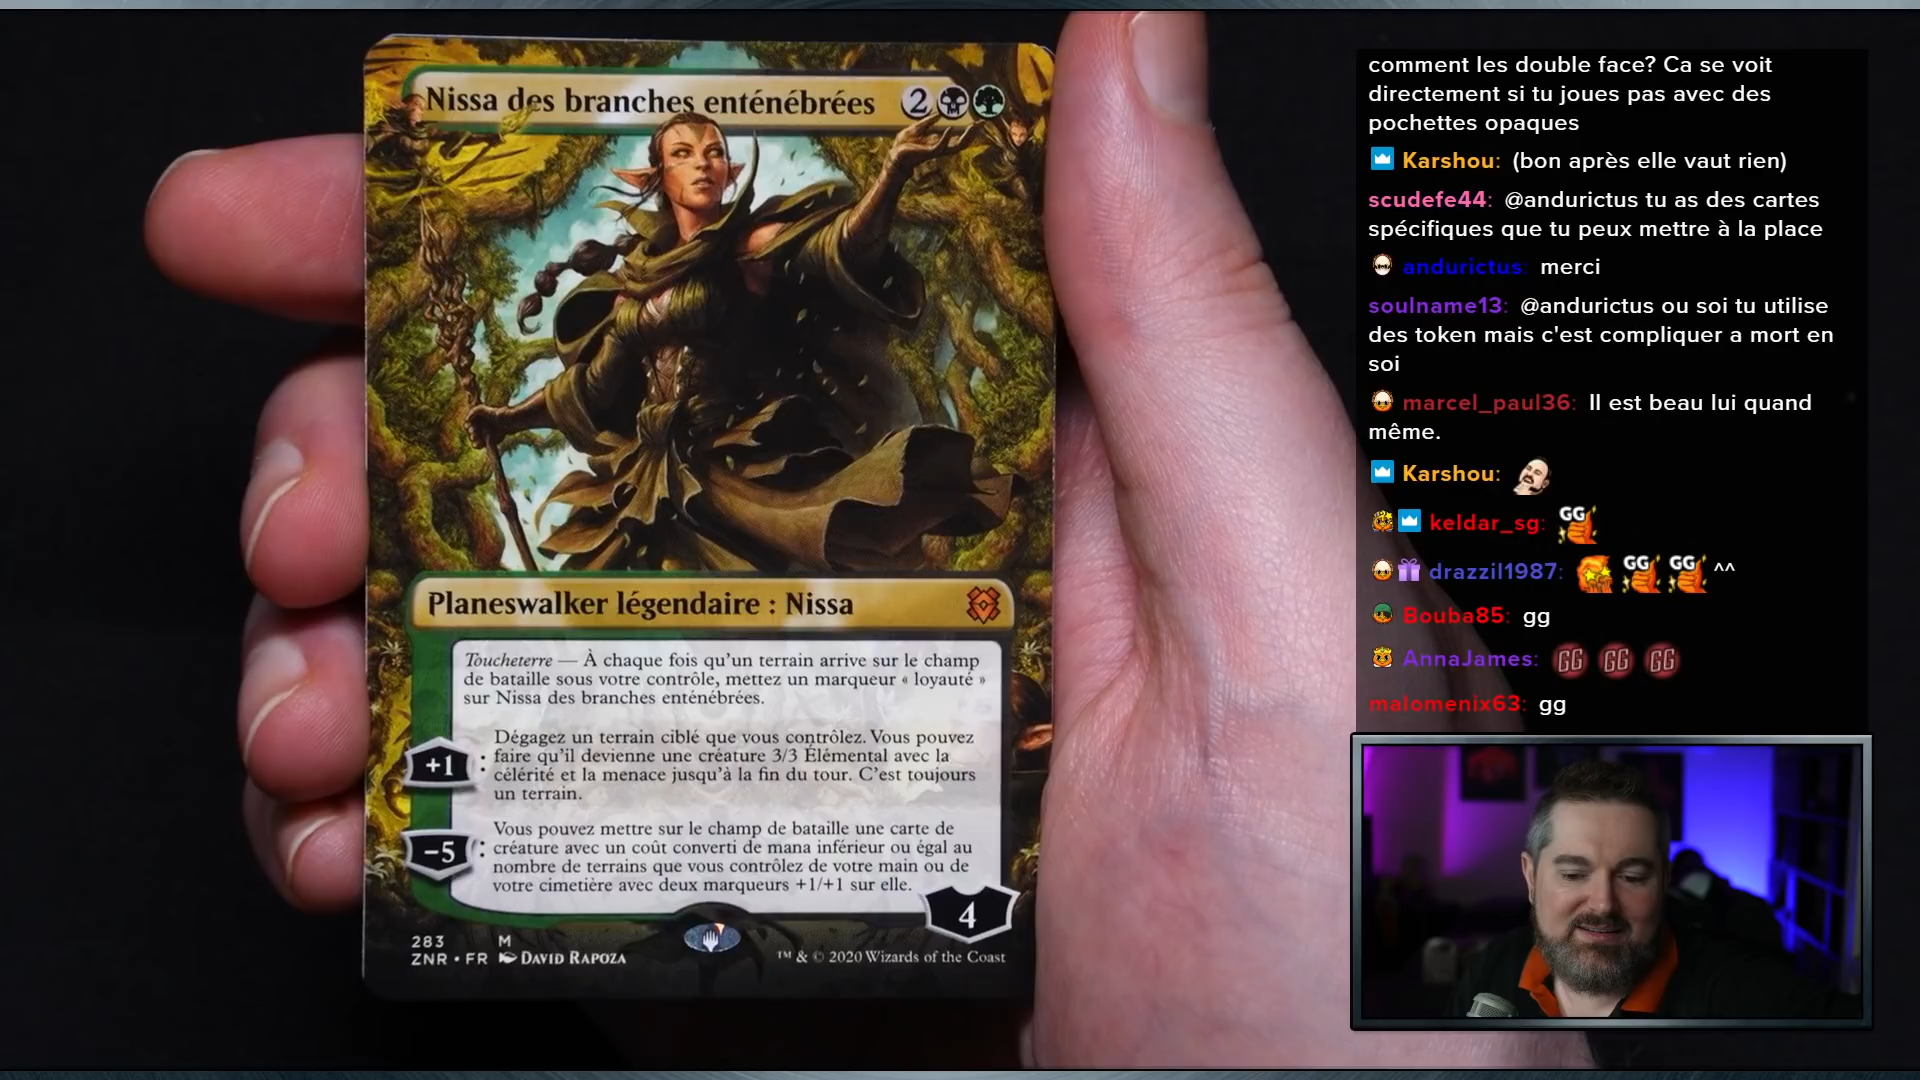 Nissa des branches enténébrées 2
Planeswalker légendaire : Nissa
Toucheterre — À chaque fois qu'un terrain arrive sur le champ
de bataille sous votre contrôle, mettez un marqueur « loyauté »
sur Nissa des branches enténébrées.
+1 : Dégagez un terrain ciblé que vous contrôlez. Vous pouvez
faire qu'il devienne une créature 3/3 Élémental avec la
célérité et la menace jusqu'à la fin du tour. C'est toujours
un terrain.
−5 : Vous pouvez mettre sur le champ de bataille une carte de
créature avec un coût converti de mana inférieur ou égal au
nombre de terrains que vous contrôlez de votre main ou de
votre cimetière avec deux marqueurs +1/+1 sur elle.
4
283 M
ZNR • FR David Rapoza
™ & © 2020 Wizards of the Coast
comment les double face? Ca se voit
directement si tu joues pas avec des
pochettes opaques
Karshou: (bon après elle vaut rien)
scudefe44: @andurictus tu as des cartes
spécifiques que tu peux mettre à la place
andurictus: merci
soulname13: @andurictus ou soi tu utilise
des token mais c'est compliquer a mort en
soi
marcel_paul36: Il est beau lui quand
même.
Karshou:
keldar_sg: GG
drazzil1987: GG GG ^^
Bouba85: gg
AnnaJames: GG GG GG
malomenix63: gg